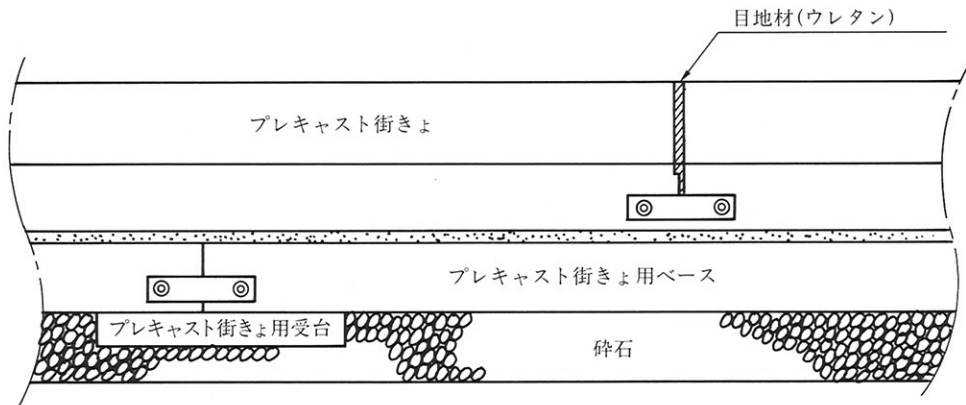 目地材(ウレタン)
プレキャスト街きょ
プレキャスト街きょ用ベース
プレキャスト街きょ用受台
砕石